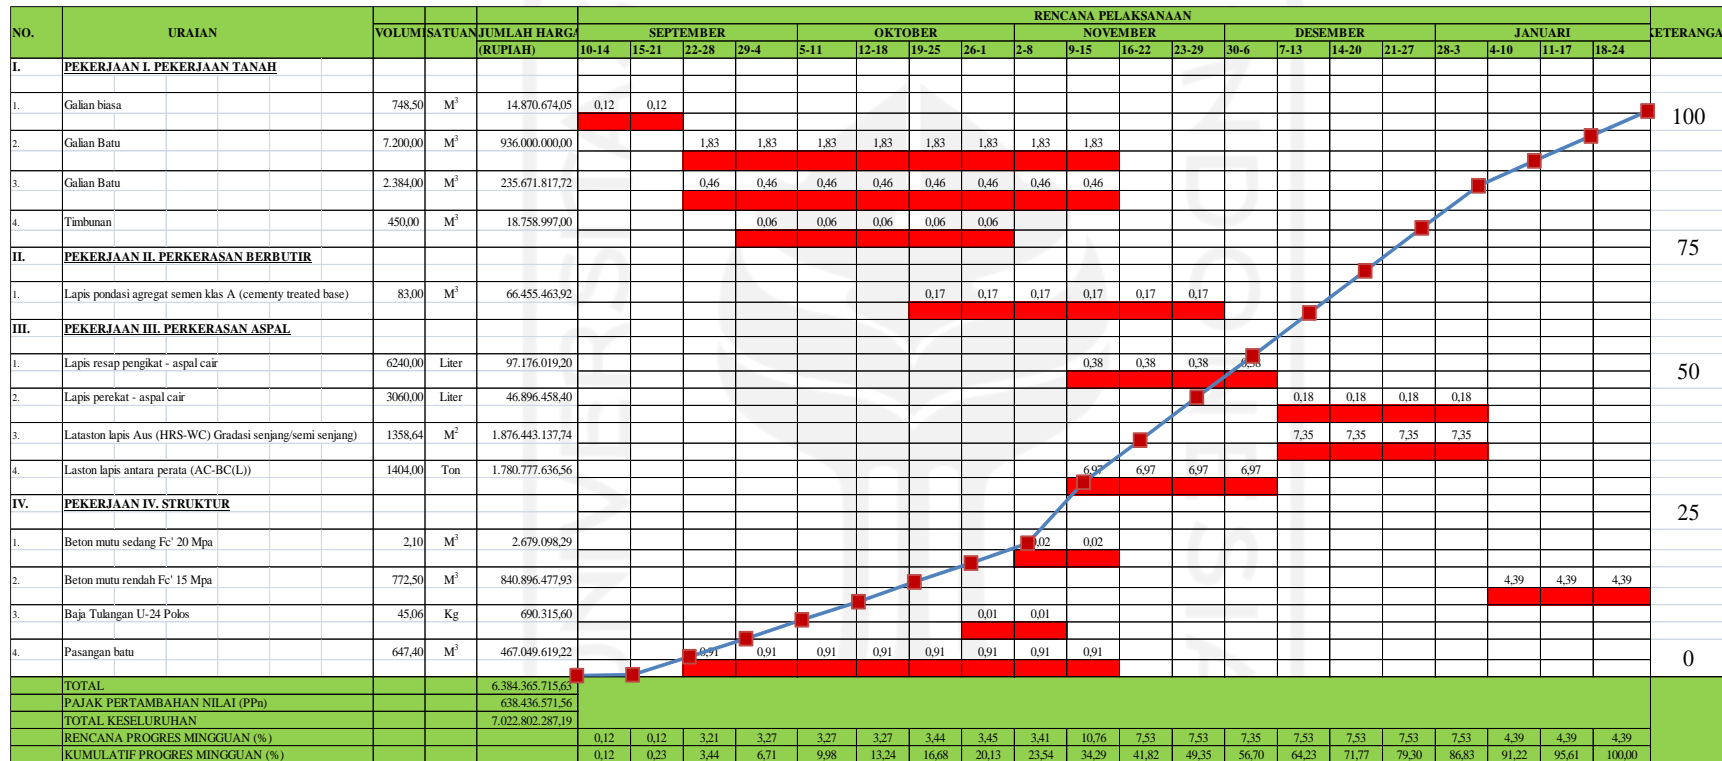 RENCANA PELAKSANAAN
NO. URAIAN VOLUM SATUAN JUMLAH HARGA SEPTEMBER OKTOBER NOVEMBER DESEMBER JANUARI KETERANGA
(RUPIAH) 10-14 15-21 22-28 29-4 5-11 12-18 19-25 26-1 2-8 9-15 16-22 23-29 30-6 7-13 14-20 21-27 28-3 4-10 11-17 18-24
I. PEKERJAAN I. PEKERJAAN TANAH
1. Galian biasa 748,50 M³ 14.870.674,05 0,12 0,12
100
2. Galian Batu 7.200,00 M³ 936.000.000,00 1,83 1,83 1,83 1,83 1,83 1,83 1,83 1,83
3. Galian Batu 2.384,00 M³ 235.671.817,72 0,46 0,46 0,46 0,46 0,46 0,46 0,46 0,46
4. Timbunan 450,00 M³ 18.758.997,00 0,06 0,06 0,06 0,06 0,06
75
II. PEKERJAAN II. PERKERASAN BERBUTIR
1. Lapis pondasi agregat semen klas A (cementy treated base) 83,00 M³ 66.455.463,92 0,17 0,17 0,17 0,17 0,17 0,17
III. PEKERJAAN III. PERKERASAN ASPAL
1. Lapis resap pengikat - aspal cair 6240,00 Liter 97.176.019,20 0,38 0,38 0,38 0,38
50
2. Lapis perekat - aspal cair 3060,00 Liter 46.896.458,40 0,18 0,18 0,18 0,18
3. Lataston lapis Aus (HRS-WC) Gradasi senjang/semi senjang) 1358,64 M² 1.876.443.137,74 7,35 7,35 7,35 7,35
4. Laston lapis antara perata (AC-BC(L)) 1404,00 Ton 1.780.777.636,56 6,97 6,97 6,97 6,97
IV. PEKERJAAN IV. STRUKTUR
25
1. Beton mutu sedang Fc' 20 Mpa 2,10 M³ 2.679.098,29 0,02 0,02
2. Beton mutu rendah Fc' 15 Mpa 772,50 M³ 840.896.477,93 4,39 4,39 4,39
3. Baja Tulangan U-24 Polos 45,06 Kg 690.315,60 0,01 0,01
4. Pasangan batu 647,40 M³ 467.049.619,22 0,91 0,91 0,91 0,91 0,91 0,91 0,91 0,91
0
TOTAL 6.384.365.715,63
PAJAK PERTAMBAHAN NILAI (PPn) 638.436.571,56
TOTAL KESELURUHAN 7.022.802.287,19
RENCANA PROGRES MINGGUAN (%) 0,12 0,12 3,21 3,27 3,27 3,27 3,44 3,45 3,41 10,76 7,53 7,53 7,35 7,53 7,53 7,53 7,53 4,39 4,39 4,39
KUMULATIF PROGRES MINGGUAN (%) 0,12 0,23 3,44 6,71 9,98 13,24 16,68 20,13 23,54 34,29 41,82 49,35 56,70 64,23 71,77 79,30 86,83 91,22 95,61 100,00